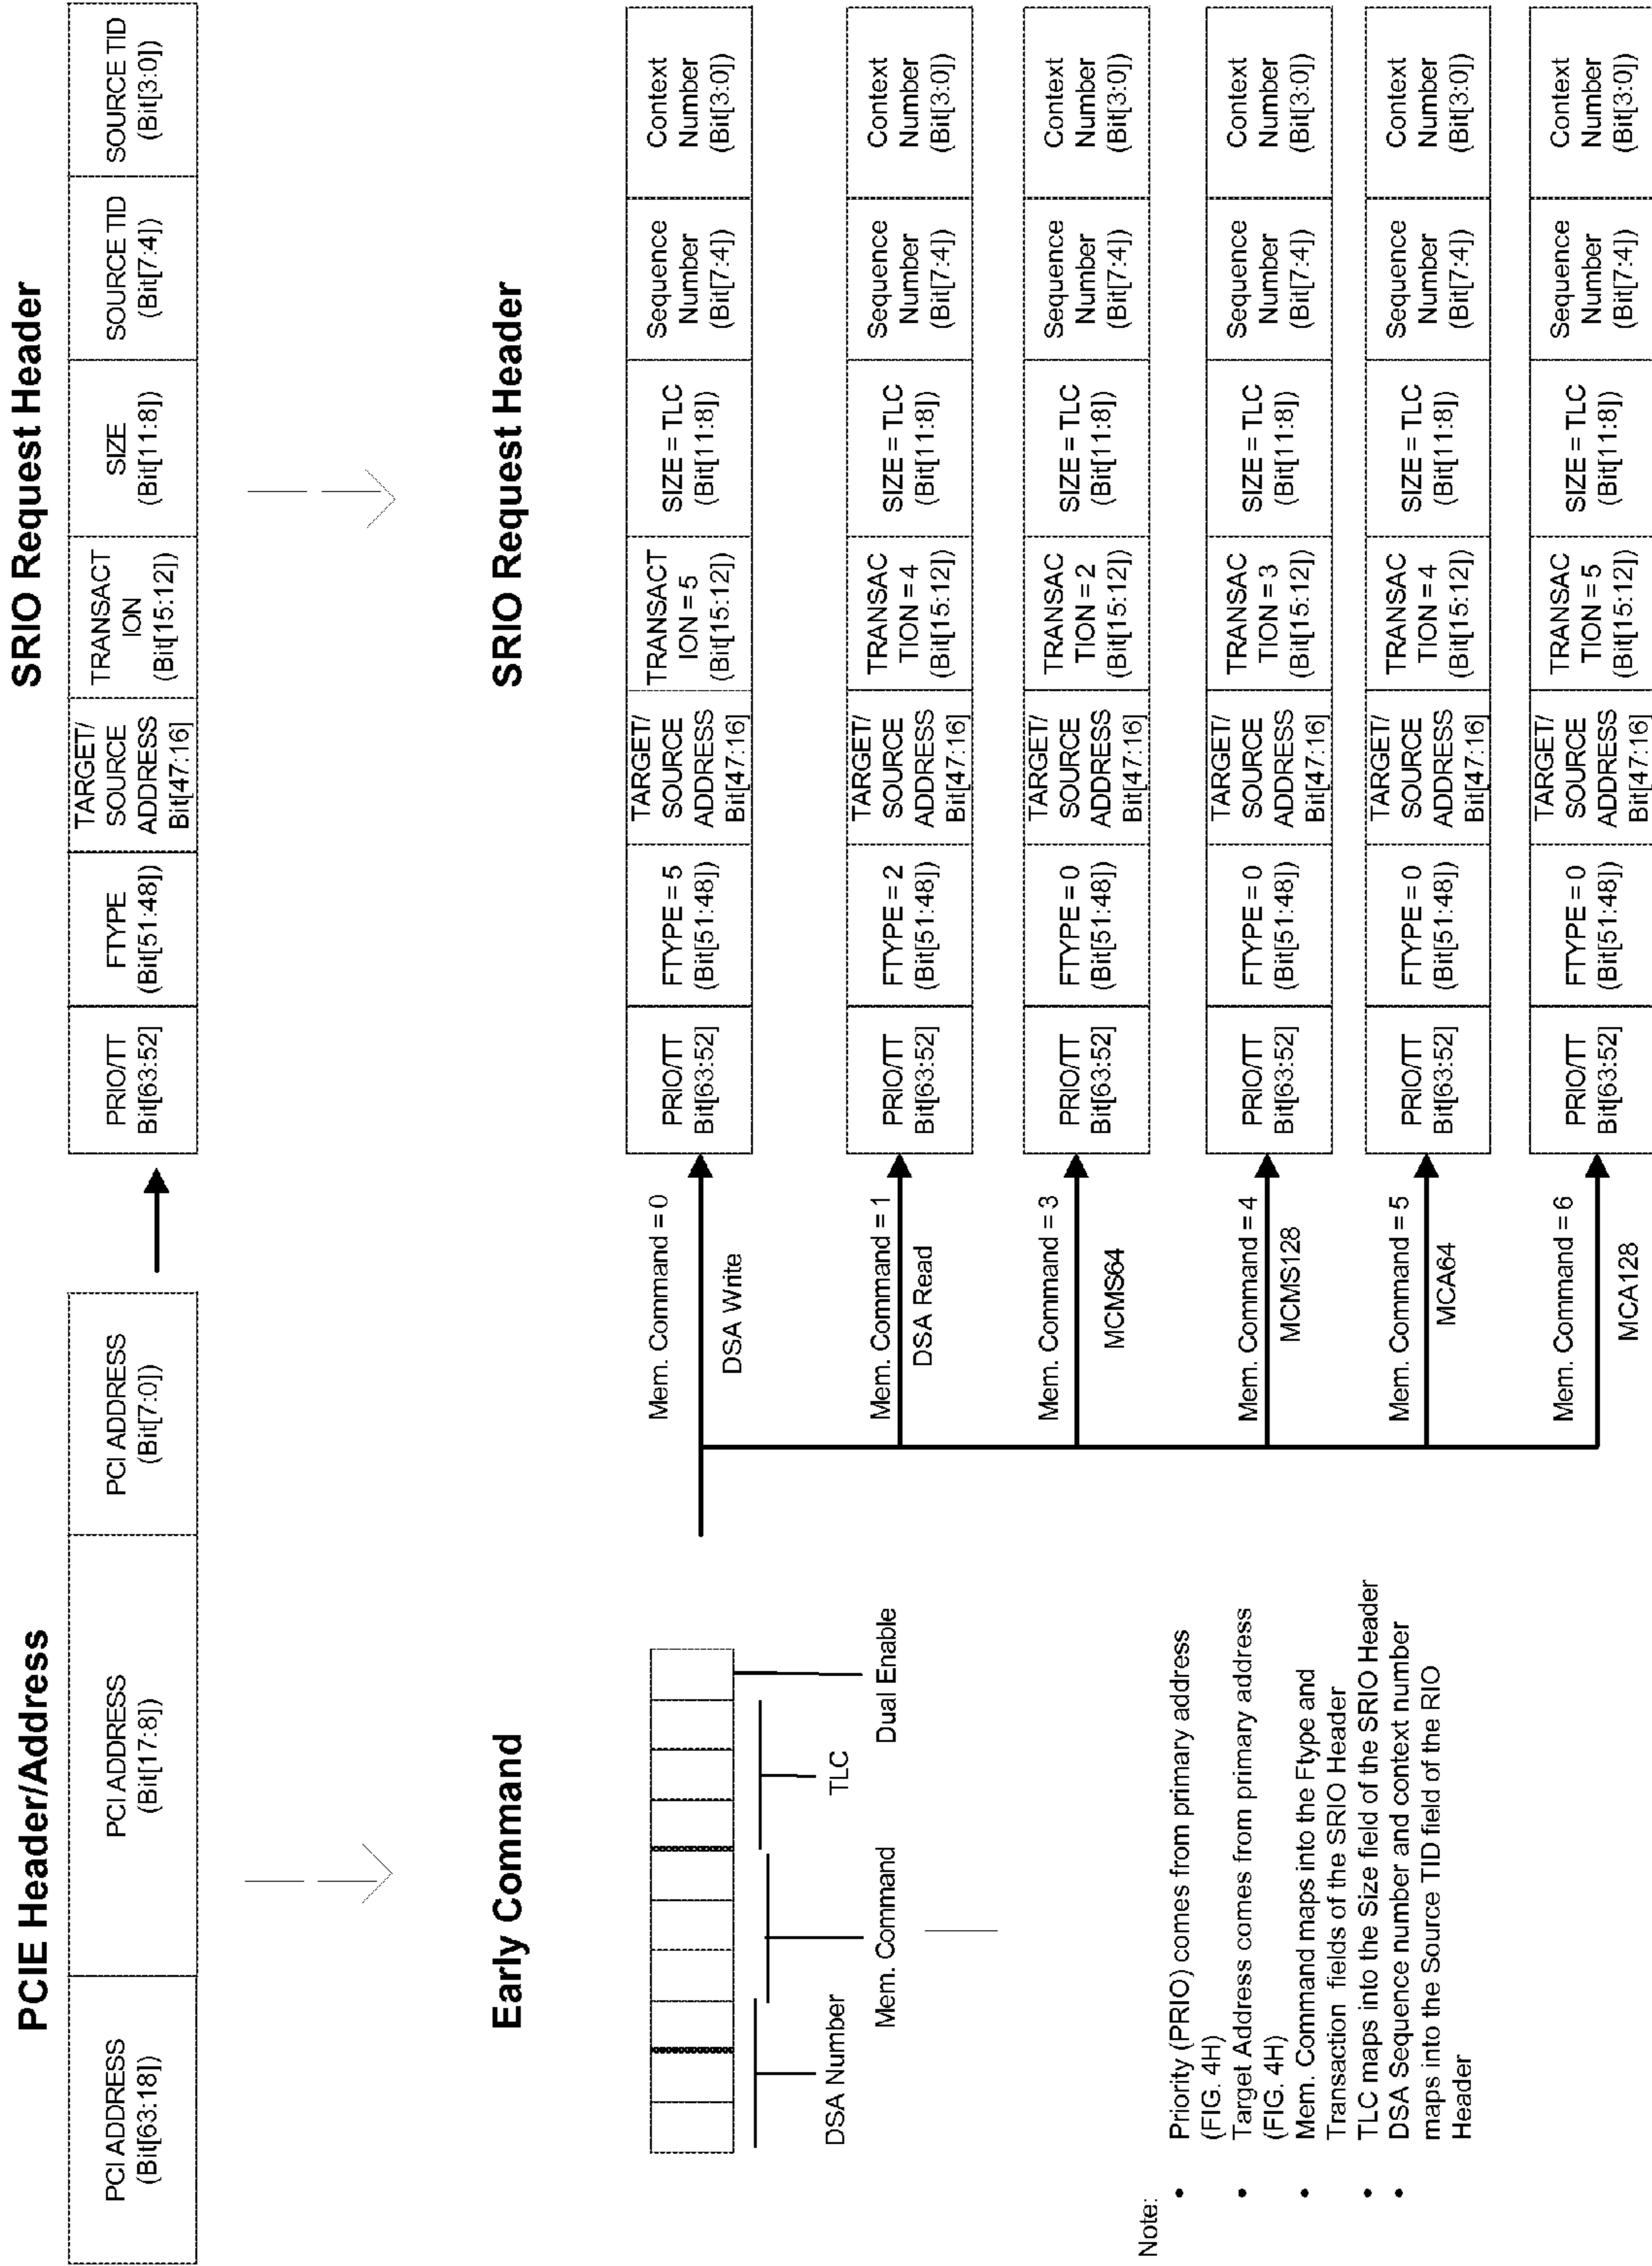 PCIE Header/Address
PCI ADDRESS
(Bit[63:18])
PCI ADDRESS
(Bit[17:8])
PCI ADDRESS
(Bit[7:0])
SRIO Request Header
PRIO/TT
Bit[63:52]
FTYPE
(Bit[51:48])
TARGET/
SOURCE
ADDRESS
Bit[47:16]
TRANSACT
ION
(Bit[15:12])
SIZE
(Bit[11:8])
SOURCE TID
(Bit[7:4])
SOURCE TID
(Bit[3:0])
Early Command
DSA Number
Mem. Command
TLC
Dual Enable
SRIO Request Header
Mem. Command = 0
DSA Write
PRIO/TT
Bit[63:52]
FTYPE = 5
(Bit[51:48])
TARGET/
SOURCE
ADDRESS
Bit[47:16]
TRANSACT
ION = 5
(Bit[15:12])
SIZE = TLC
(Bit[11:8])
Sequence
Number
(Bit[7:4])
Context
Number
(Bit[3:0])
Mem. Command = 1
DSA Read
PRIO/TT
Bit[63:52]
FTYPE = 2
(Bit[51:48])
TARGET/
SOURCE
ADDRESS
Bit[47:16]
TRANSAC
TION = 4
(Bit[15:12])
SIZE = TLC
(Bit[11:8])
Sequence
Number
(Bit[7:4])
Context
Number
(Bit[3:0])
Mem. Command = 3
MCMS64
PRIO/TT
Bit[63:52]
FTYPE = 0
(Bit[51:48])
TARGET/
SOURCE
ADDRESS
Bit[47:16]
TRANSAC
TION = 2
(Bit[15:12])
SIZE = TLC
(Bit[11:8])
Sequence
Number
(Bit[7:4])
Context
Number
(Bit[3:0])
Mem. Command = 4
MCMS128
PRIO/TT
Bit[63:52]
FTYPE = 0
(Bit[51:48])
TARGET/
SOURCE
ADDRESS
Bit[47:16]
TRANSAC
TION = 3
(Bit[15:12])
SIZE = TLC
(Bit[11:8])
Sequence
Number
(Bit[7:4])
Context
Number
(Bit[3:0])
Mem. Command = 5
MCA64
PRIO/TT
Bit[63:52]
FTYPE = 0
(Bit[51:48])
TARGET/
SOURCE
ADDRESS
Bit[47:16]
TRANSAC
TION = 4
(Bit[15:12])
SIZE = TLC
(Bit[11:8])
Sequence
Number
(Bit[7:4])
Context
Number
(Bit[3:0])
Mem. Command = 6
MCA128
PRIO/TT
Bit[63:52]
FTYPE = 0
(Bit[51:48])
TARGET/
SOURCE
ADDRESS
Bit[47:16]
TRANSAC
TION = 5
(Bit[15:12])
SIZE = TLC
(Bit[11:8])
Sequence
Number
(Bit[7:4])
Context
Number
(Bit[3:0])
Note:
• Priority (PRIO) comes from primary address
(FIG. 4H)
• Target Address comes from primary address
(FIG. 4H)
• Mem. Command maps into the Ftype and
Transaction fields of the SRIO Header
• TLC maps into the Size field of the SRIO Header
• DSA Sequence number and context number
maps into the Source TID field of the RIO
Header